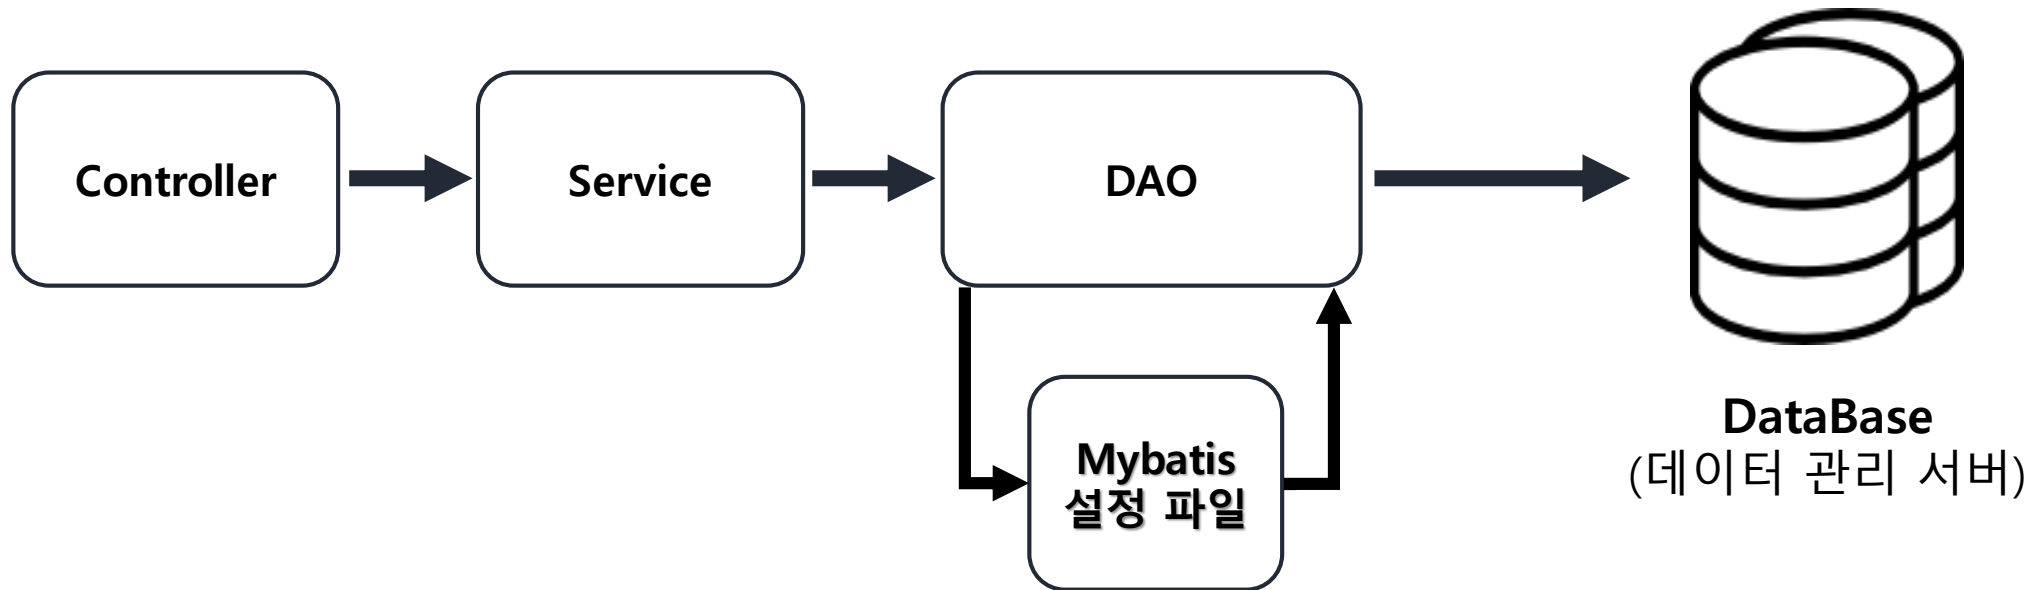 Controller
Service
DAO
Mybatis
설정 파일
DataBase
(데이터 관리 서버)